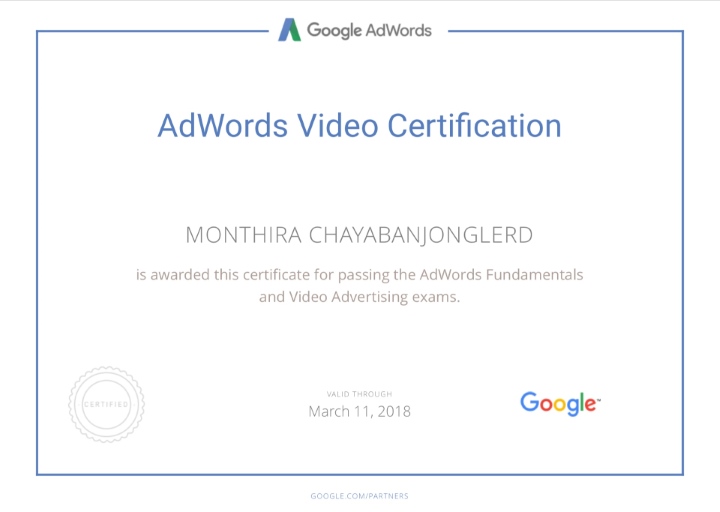 Google AdWords
AdWords Video Certification
MONTHIRA CHAYABANJONGLERD
is awarded this certificate for passing the AdWords Fundamentals
and Video Advertising exams.
CERTIFIED
VALID THROUGH
March 11, 2018
Google™
GOOGLE.COM/PARTNERS